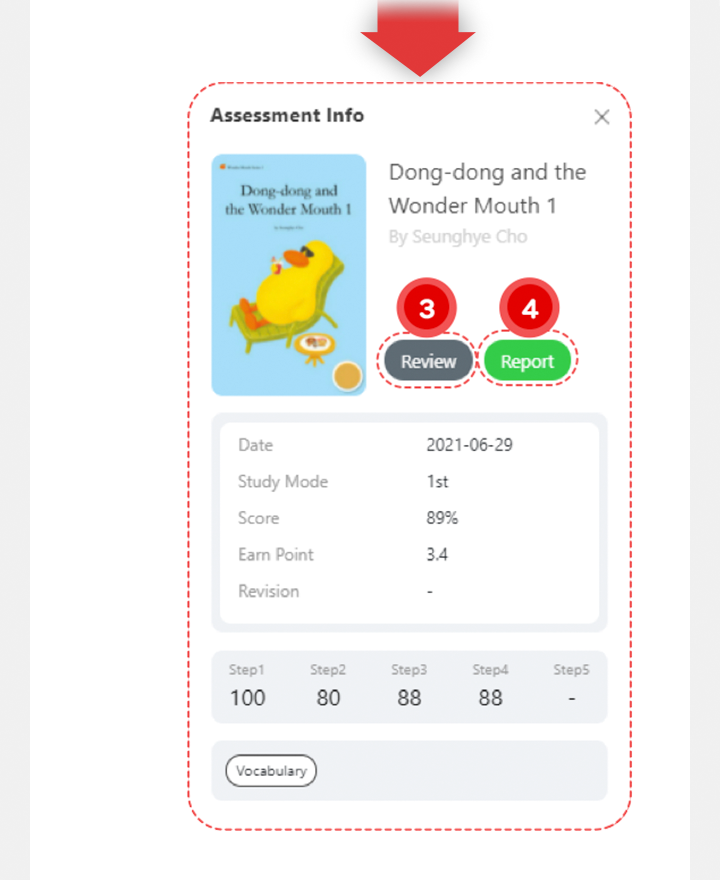 Assessment Info
Dong-dong and
the Wonder Mouth 1
Dong-dong and the
Wonder Mouth 1
By Seunghye Cho
3
4
Review
Report
Date 2021-06-29
Study Mode 1st
Score 89%
Earn Point 3.4
Revision -
Step1 Step2 Step3 Step4 Step5
100 80 88 88 -
Vocabulary